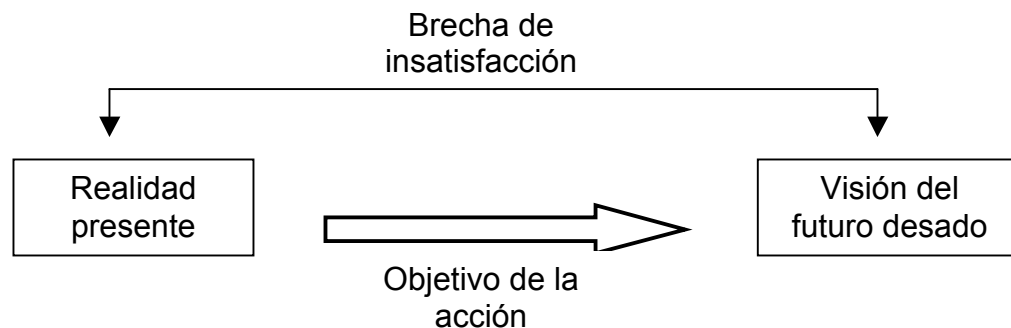 Brecha de
insatisfacción
Realidad
presente
Visión del
futuro desado
Objetivo de la
acción